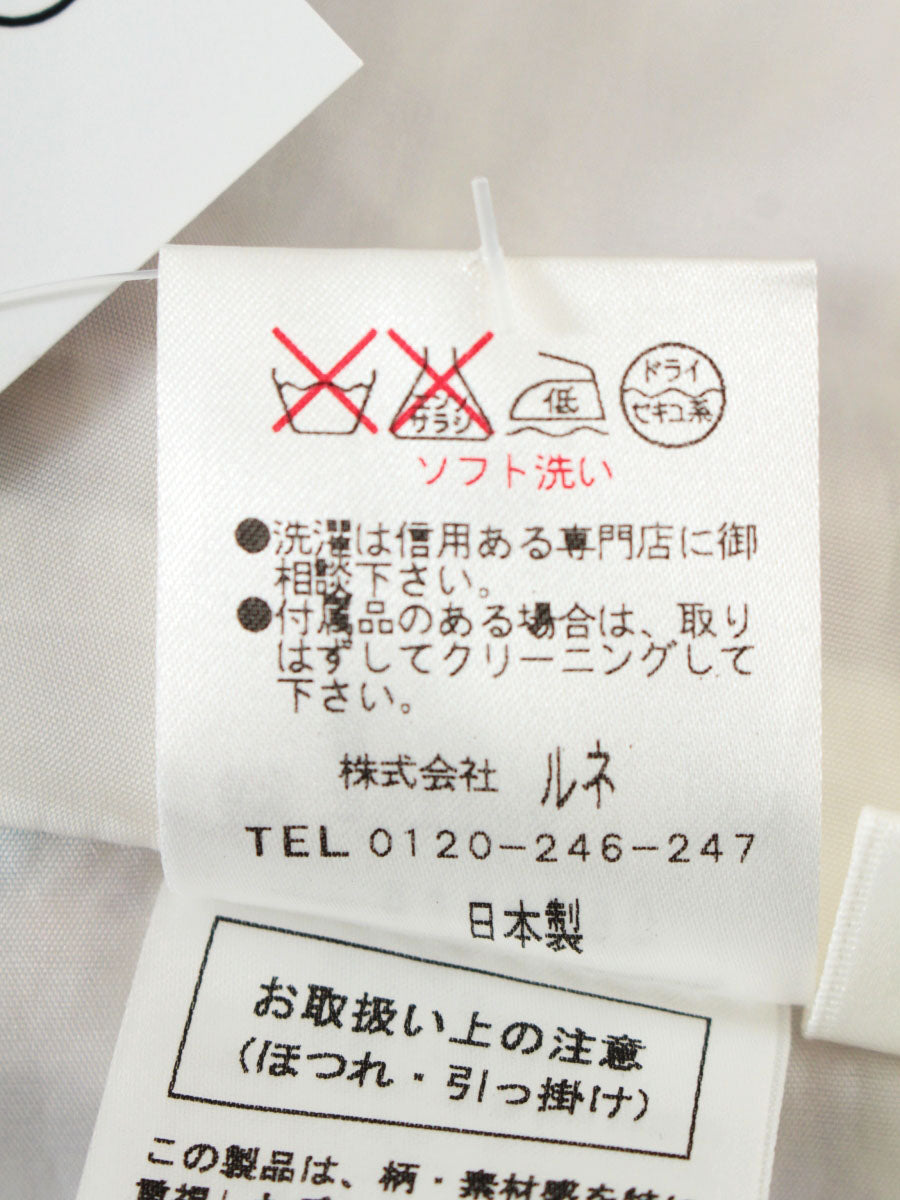 エンソ
サラシ
低
ドライ
セキユ系
ソフト洗い
●洗濯は信用ある専門店に御
相談下さい。
●付属品のある場合は、取り
はずしてクリーニングして
下さい。
株式会社 ルネ
TEL 0120-246-247
日本製
お取扱い上の注意
(ほつれ・引っ掛け)
この製品は、柄・素材感を